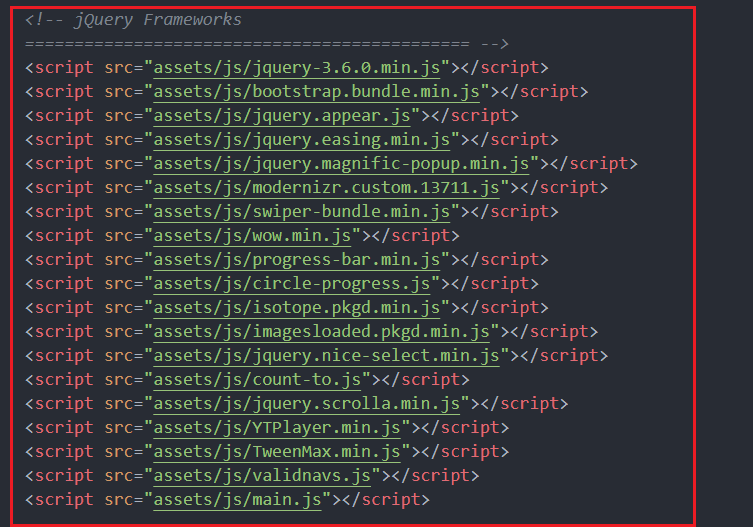 <!-- jQuery Frameworks
============================================= -->
<script src="assets/js/jquery-3.6.0.min.js"></script>
<script src="assets/js/bootstrap.bundle.min.js"></script>
<script src="assets/js/jquery.appear.js"></script>
<script src="assets/js/jquery.easing.min.js"></script>
<script src="assets/js/jquery.magnific-popup.min.js"></script>
<script src="assets/js/modernizr.custom.13711.js"></script>
<script src="assets/js/swiper-bundle.min.js"></script>
<script src="assets/js/wow.min.js"></script>
<script src="assets/js/progress-bar.min.js"></script>
<script src="assets/js/circle-progress.js"></script>
<script src="assets/js/isotope.pkgd.min.js"></script>
<script src="assets/js/imagesloaded.pkgd.min.js"></script>
<script src="assets/js/jquery.nice-select.min.js"></script>
<script src="assets/js/count-to.js"></script>
<script src="assets/js/jquery.scrolla.min.js"></script>
<script src="assets/js/YTPlayer.min.js"></script>
<script src="assets/js/TweenMax.min.js"></script>
<script src="assets/js/validnavs.js"></script>
<script src="assets/js/main.js"></script>